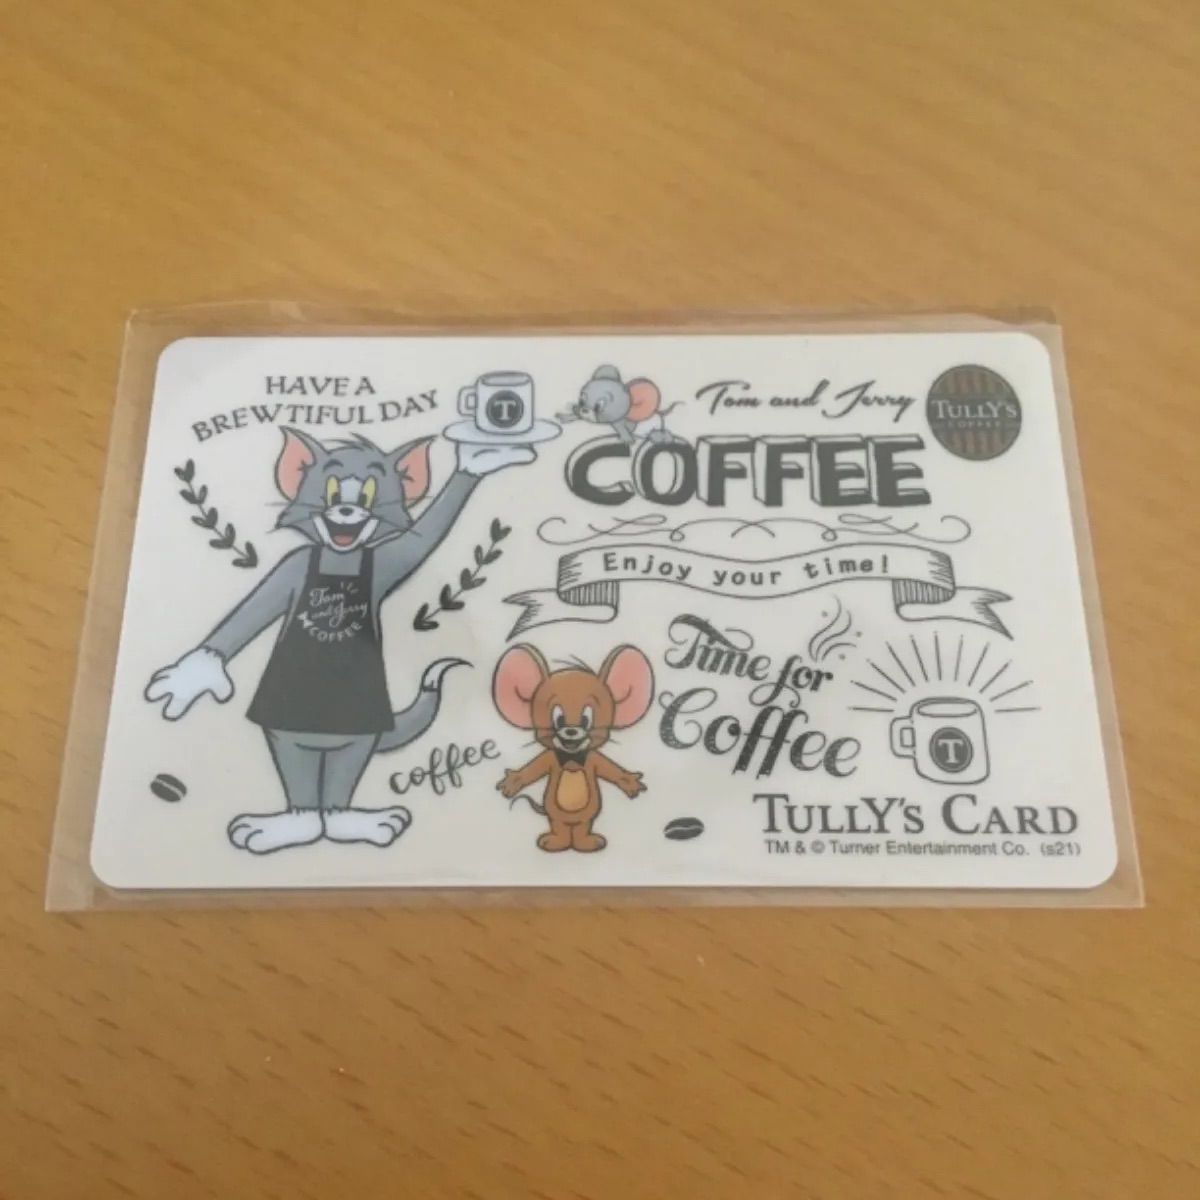 HAVE A
BREWTIFUL DAY
T
Tom and Jerry
COFFEE
TULLY'S
COFFEE
Enjoy your time!
Tom
and Jerry
COFFEE
Time for
Coffee
coffee
T
TULLY'S CARD
TM & © Turner Entertainment Co. (s21)